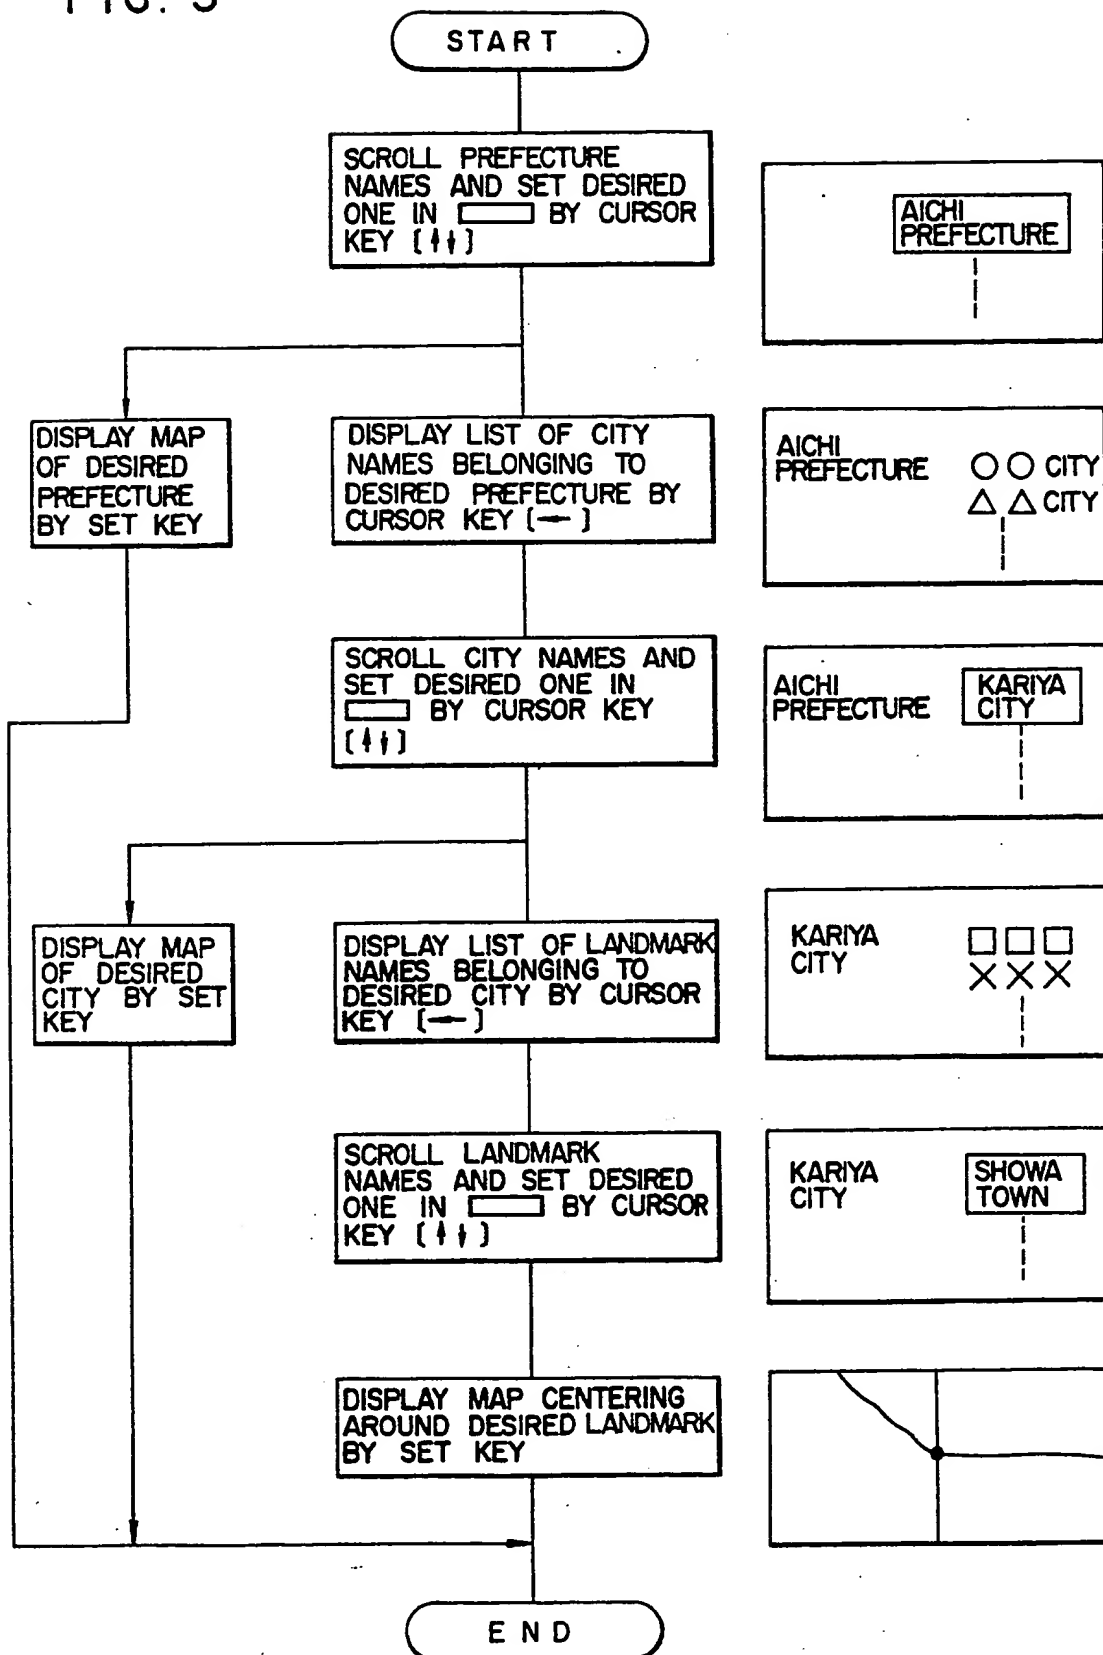 FIG. 5
START
SCROLL PREFECTURE
NAMES AND SET DESIRED
ONE IN BY CURSOR
KEY [↑↓]
AICHI
PREFECTURE
DISPLAY MAP
OF DESIRED
PREFECTURE
BY SET KEY
DISPLAY LIST OF CITY
NAMES BELONGING TO
DESIRED PREFECTURE BY
CURSOR KEY [←]
AICHI
PREFECTURE
○○ CITY
△△ CITY
SCROLL CITY NAMES AND
SET DESIRED ONE IN
BY CURSOR KEY
[↑↓]
AICHI
PREFECTURE
KARIYA
CITY
DISPLAY MAP
OF DESIRED
CITY BY SET
KEY
DISPLAY LIST OF LANDMARK
NAMES BELONGING TO
DESIRED CITY BY CURSOR
KEY [←]
KARIYA
CITY
□□□
×××
SCROLL LANDMARK
NAMES AND SET DESIRED
ONE IN BY CURSOR
KEY [↑↓]
KARIYA
CITY
SHOWA
TOWN
DISPLAY MAP CENTERING
AROUND DESIRED LANDMARK
BY SET KEY
END